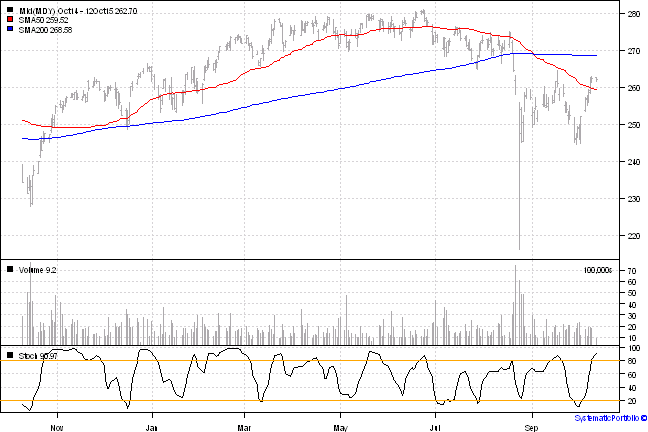 Mid(MDY) Oct14 - 12Oct15 262.70
SMA50 259.52
SMA200 268.58
280
270
260
250
240
230
220
Volume 9.2
100,000s
70
60
50
40
30
20
10
Stoch 90.97
100
80
60
40
20
Nov
Jan
Mar
May
Jul
Sep
SystematicPortfolio ©